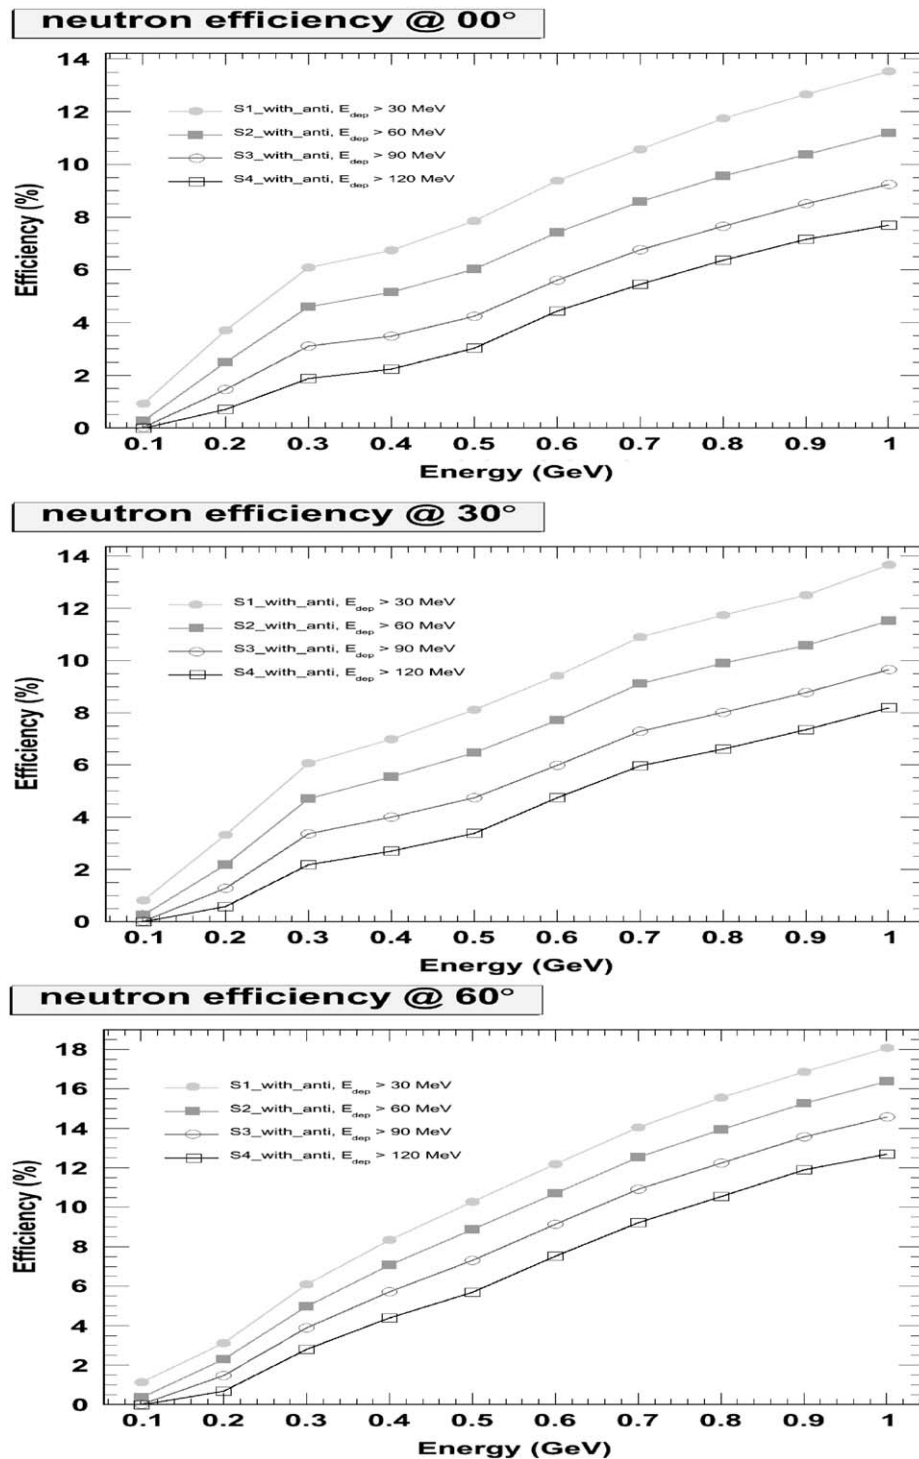 neutron efficiency @ 00°
14
12
10
8
6
4
2
0
Efficiency (%)
S1_with_anti, E_dep > 30 MeV
S2_with_anti, E_dep > 60 MeV
S3_with_anti, E_dep > 90 MeV
S4_with_anti, E_dep > 120 MeV
0.1 0.2 0.3 0.4 0.5 0.6 0.7 0.8 0.9 1
Energy (GeV)
neutron efficiency @ 30°
14
12
10
8
6
4
2
0
Efficiency (%)
S1_with_anti, E_dep > 30 MeV
S2_with_anti, E_dep > 60 MeV
S3_with_anti, E_dep > 90 MeV
S4_with_anti, E_dep > 120 MeV
0.1 0.2 0.3 0.4 0.5 0.6 0.7 0.8 0.9 1
Energy (GeV)
neutron efficiency @ 60°
18
16
14
12
10
8
6
4
2
0
Efficiency (%)
S1_with_anti, E_dep > 30 MeV
S2_with_anti, E_dep > 60 MeV
S3_with_anti, E_dep > 90 MeV
S4_with_anti, E_dep > 120 MeV
0.1 0.2 0.3 0.4 0.5 0.6 0.7 0.8 0.9 1
Energy (GeV)